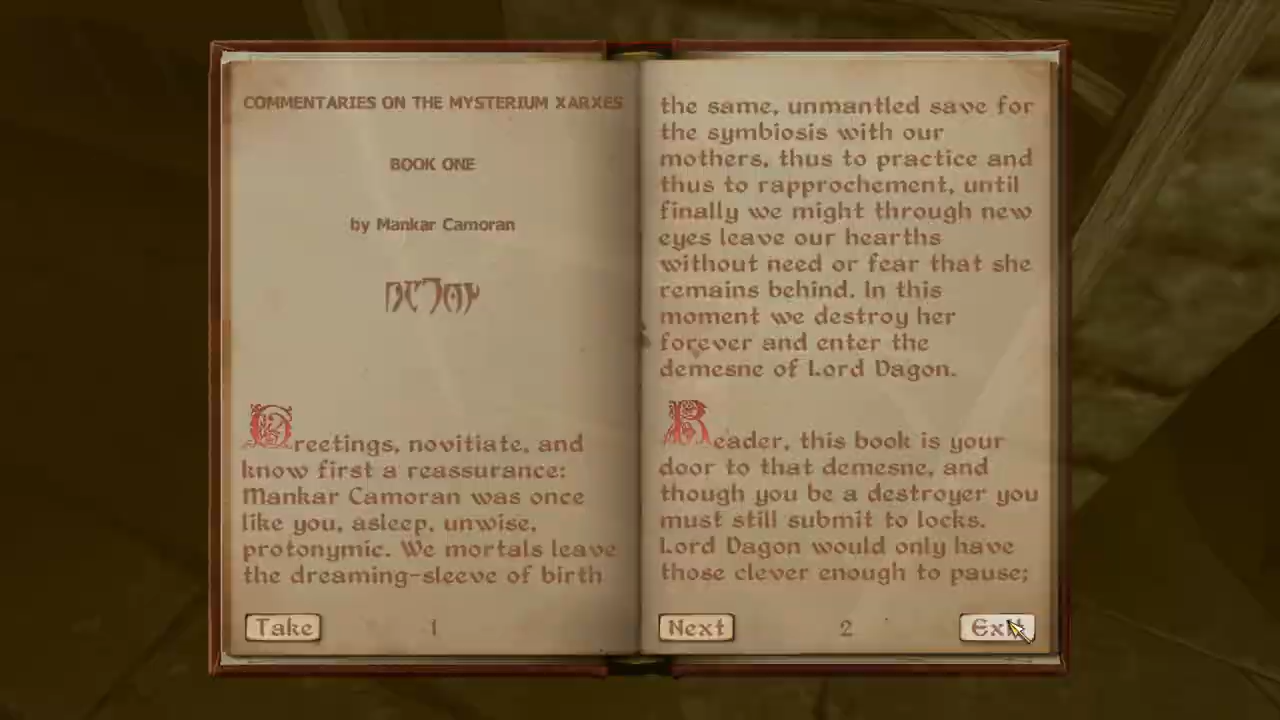 COMMENTARIES ON THE MYSTERIUM XARXES
BOOK ONE
by Mankar Camoran
Greetings, novitiate, and
know first a reassurance:
Mankar Camoran was once
like you, asleep, unwise,
protonymic. We mortals leave
the dreaming-sleeve of birth
Take
1
the same, unmantled save for
the symbiosis with our
mothers, thus to practice and
thus to rapprochement, until
finally we might through new
eyes leave our hearths
without need or fear that she
remains behind. In this
moment we destroy her
forever and enter the
demesne of Lord Dagon.
Reader, this book is your
door to that demesne, and
though you be a destroyer you
must still submit to locks.
Lord Dagon would only have
those clever enough to pause;
Next
2
Exit